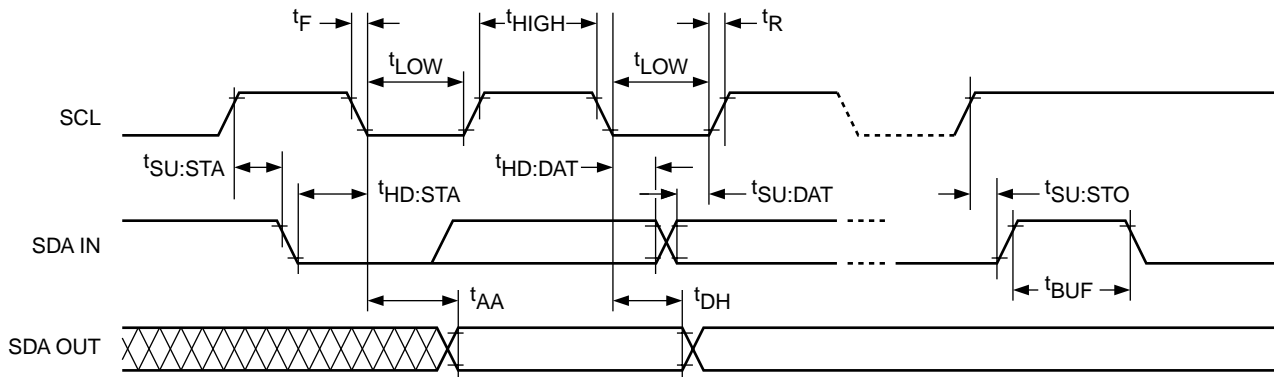 tF
tHIGH
tR
tLOW
tLOW
SCL
tSU:STA
tHD:DAT
tHD:STA
tSU:DAT
tSU:STO
SDA IN
tBUF
tAA
tDH
SDA OUT